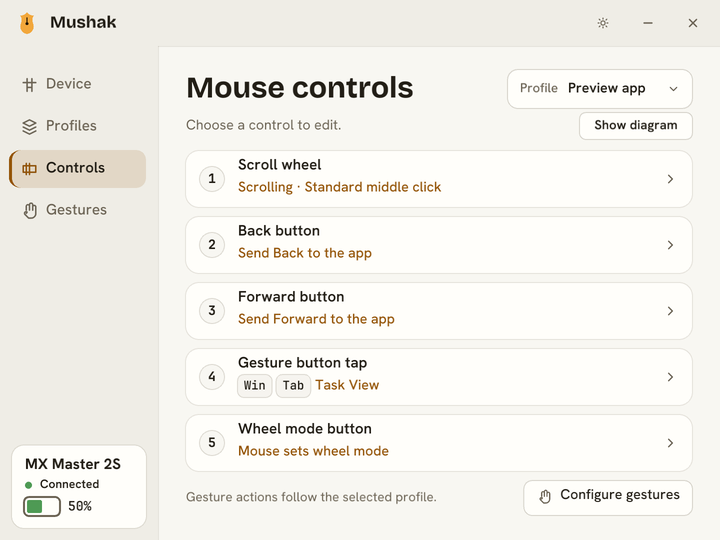 Mushak
Device
Profiles
Controls
Gestures
MX Master 2S
Connected
50%
Mouse controls
Profile Preview app
Choose a control to edit.
Show diagram
1
Scroll wheel
Scrolling · Standard middle click
2
Back button
Send Back to the app
3
Forward button
Send Forward to the app
4
Gesture button tap
Win Tab Task View
5
Wheel mode button
Mouse sets wheel mode
Gesture actions follow the selected profile.
Configure gestures